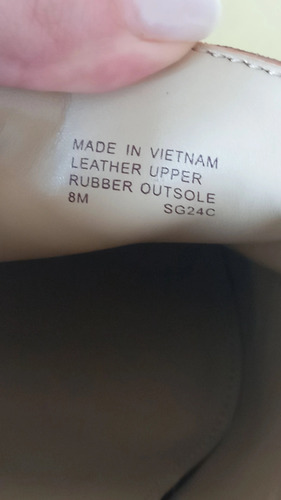 MADE IN VIETNAM
LEATHER UPPER
RUBBER OUTSOLE
8M SG24C